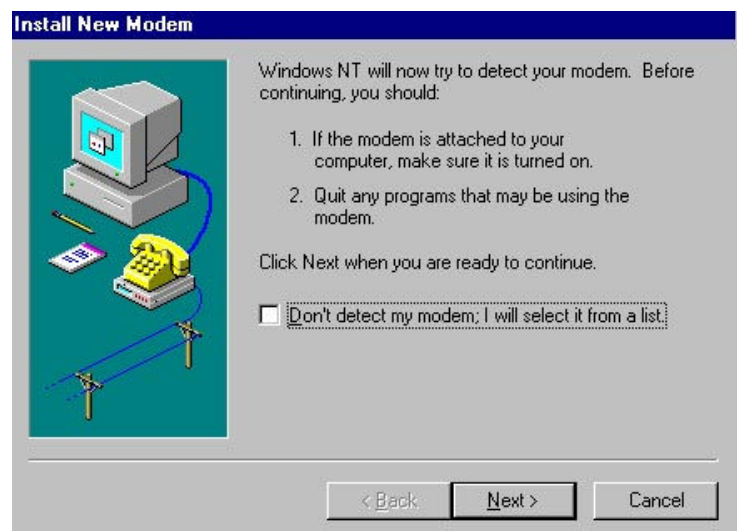 Install New Modem
Windows NT will now try to detect your modem. Before
continuing, you should:
1. If the modem is attached to your
computer, make sure it is turned on.
2. Quit any programs that may be using the
modem.
Click Next when you are ready to continue.
Don't detect my modem; I will select it from a list.
< Back
Next >
Cancel